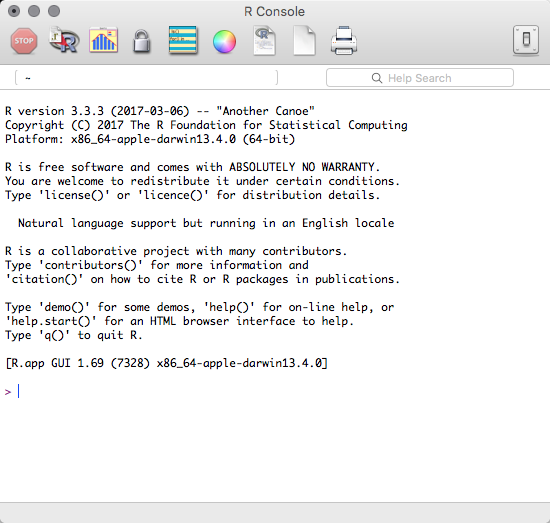 R Console
STOP
R
~
Help Search
R version 3.3.3 (2017-03-06) -- "Another Canoe"
Copyright (C) 2017 The R Foundation for Statistical Computing
Platform: x86_64-apple-darwin13.4.0 (64-bit)
R is free software and comes with ABSOLUTELY NO WARRANTY.
You are welcome to redistribute it under certain conditions.
Type 'license()' or 'licence()' for distribution details.
Natural language support but running in an English locale
R is a collaborative project with many contributors.
Type 'contributors()' for more information and
'citation()' on how to cite R or R packages in publications.
Type 'demo()' for some demos, 'help()' for on-line help, or
'help.start()' for an HTML browser interface to help.
Type 'q()' to quit R.
[R.app GUI 1.69 (7328) x86_64-apple-darwin13.4.0]
>